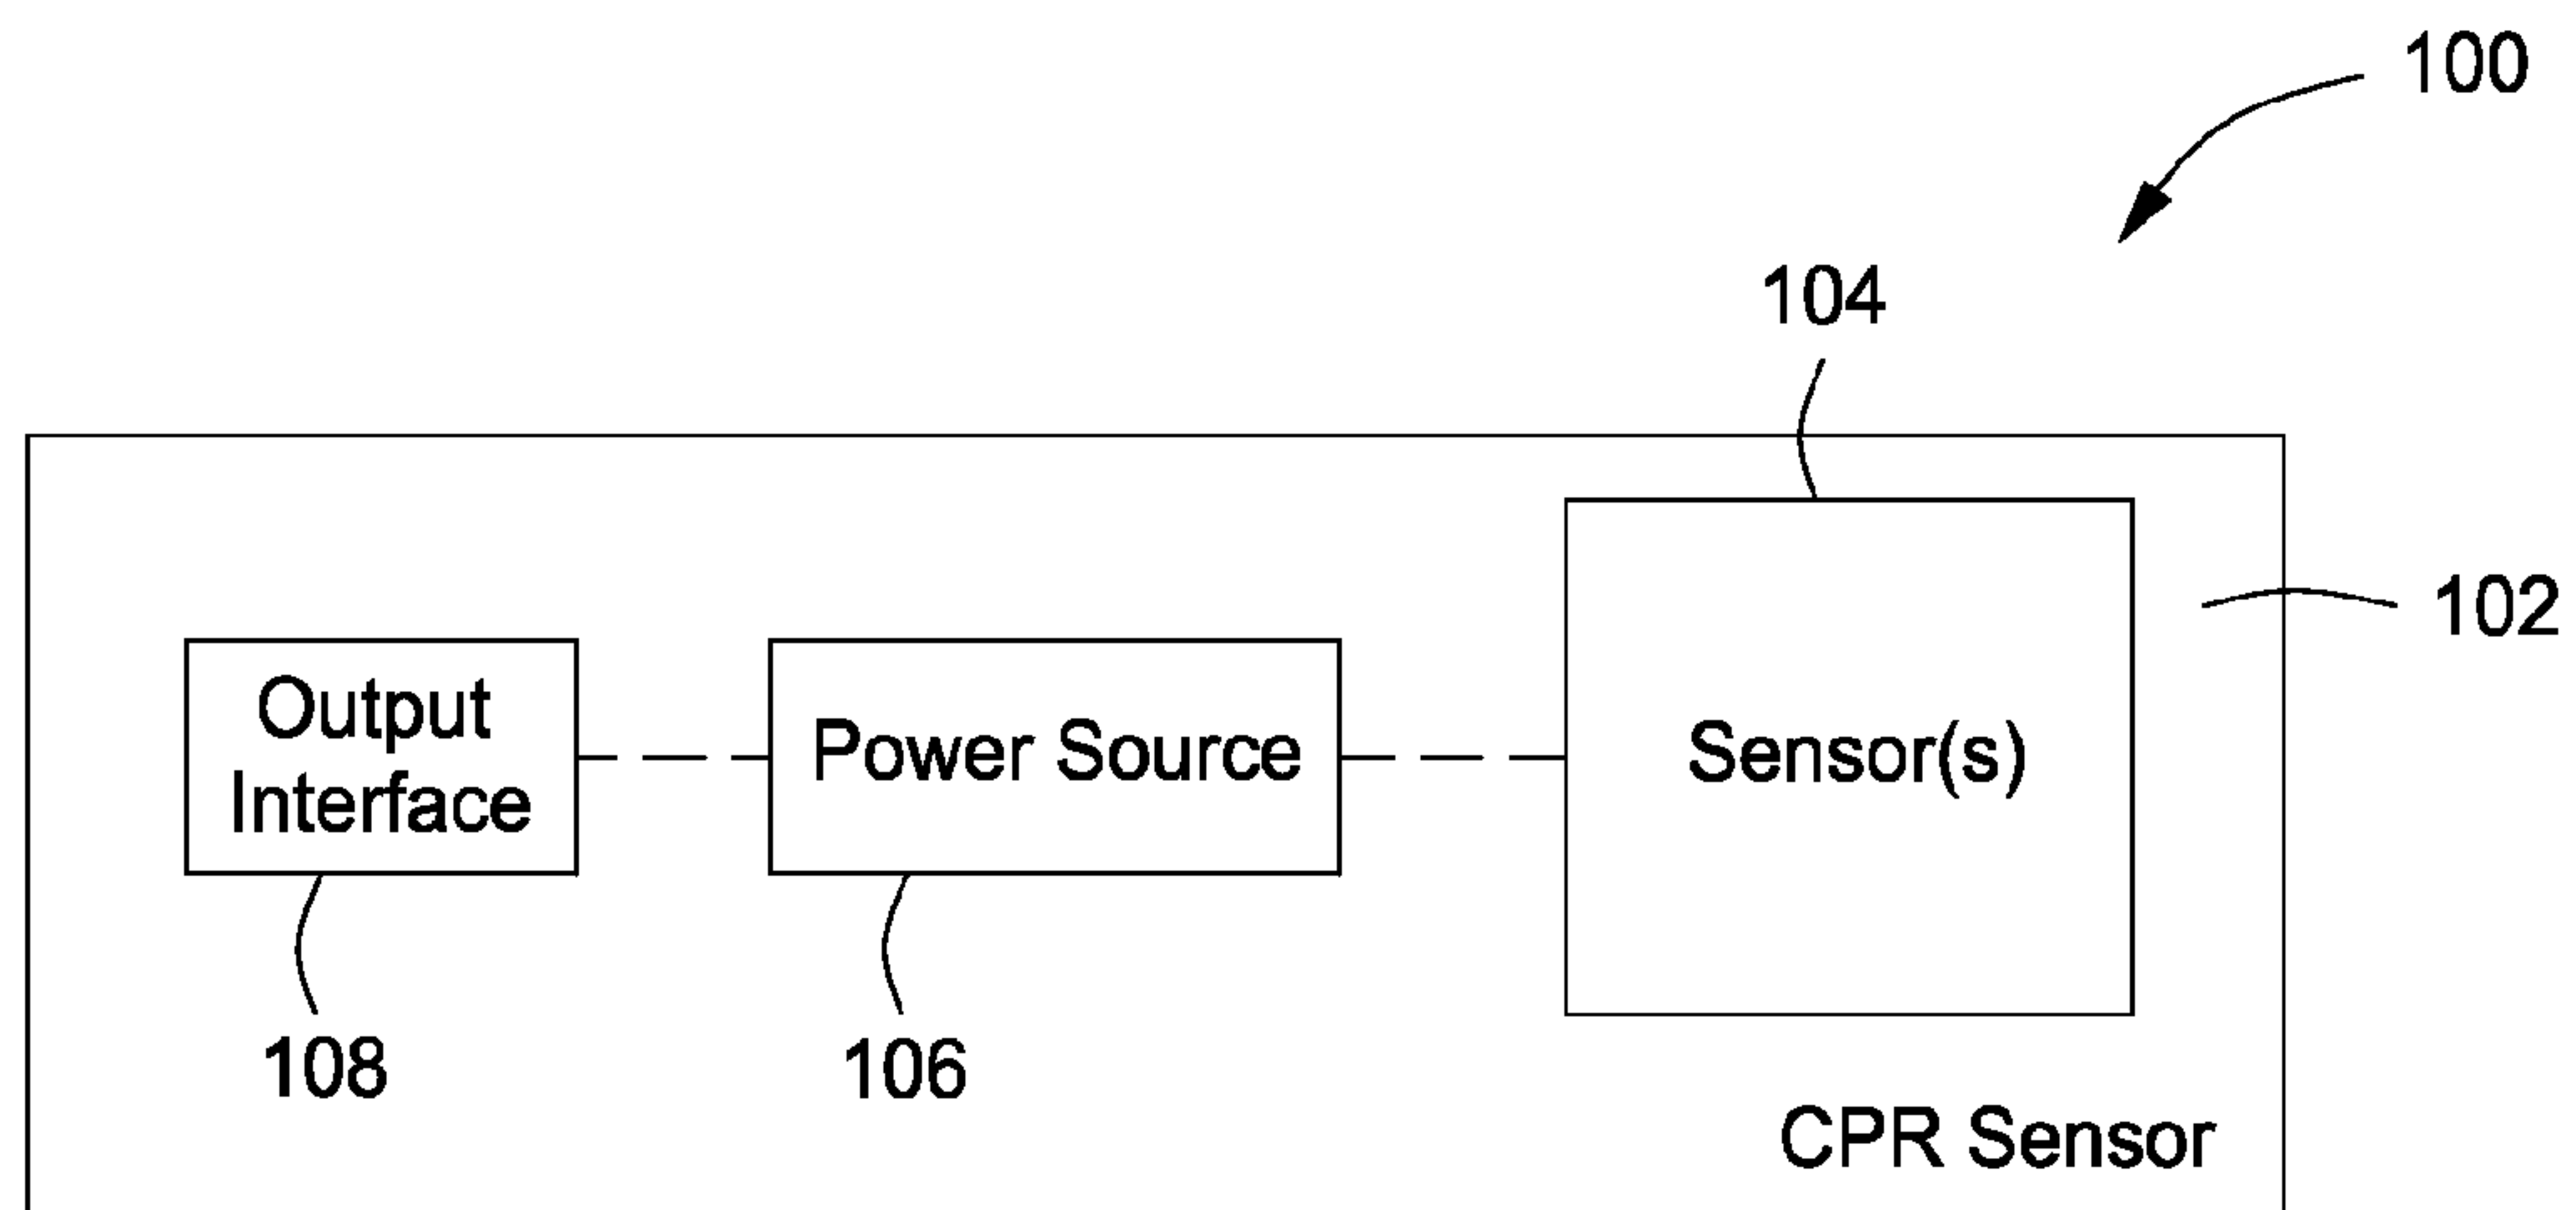 100
104
102
Output
Interface
Power Source
Sensor(s)
108
106
CPR Sensor